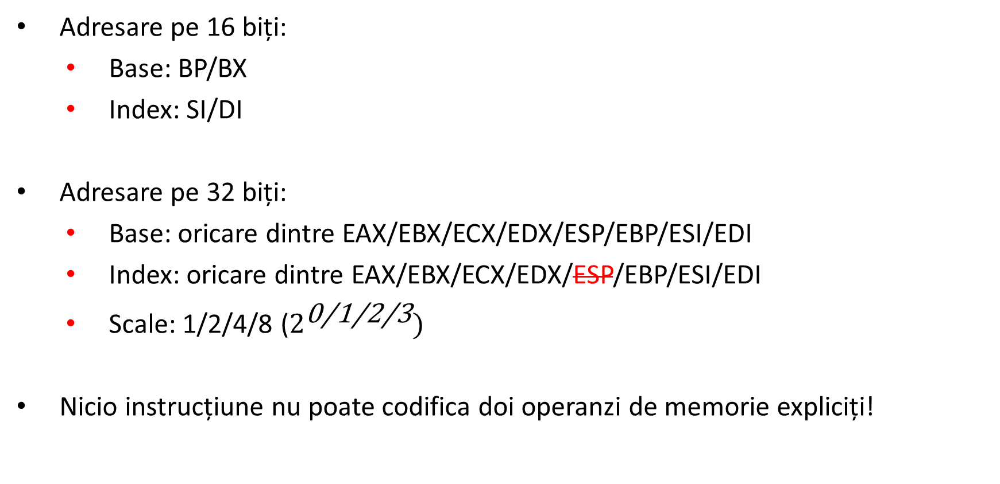 • Adresare pe 16 biți:
• Base: BP/BX
• Index: SI/DI
• Adresare pe 32 biți:
• Base: oricare dintre EAX/EBX/ECX/EDX/ESP/EBP/ESI/EDI
• Index: oricare dintre EAX/EBX/ECX/EDX/ESP/EBP/ESI/EDI
• Scale: 1/2/4/8 (2^0/1/2/3)
• Nicio instrucțiune nu poate codifica doi operanzi de memorie expliciți!